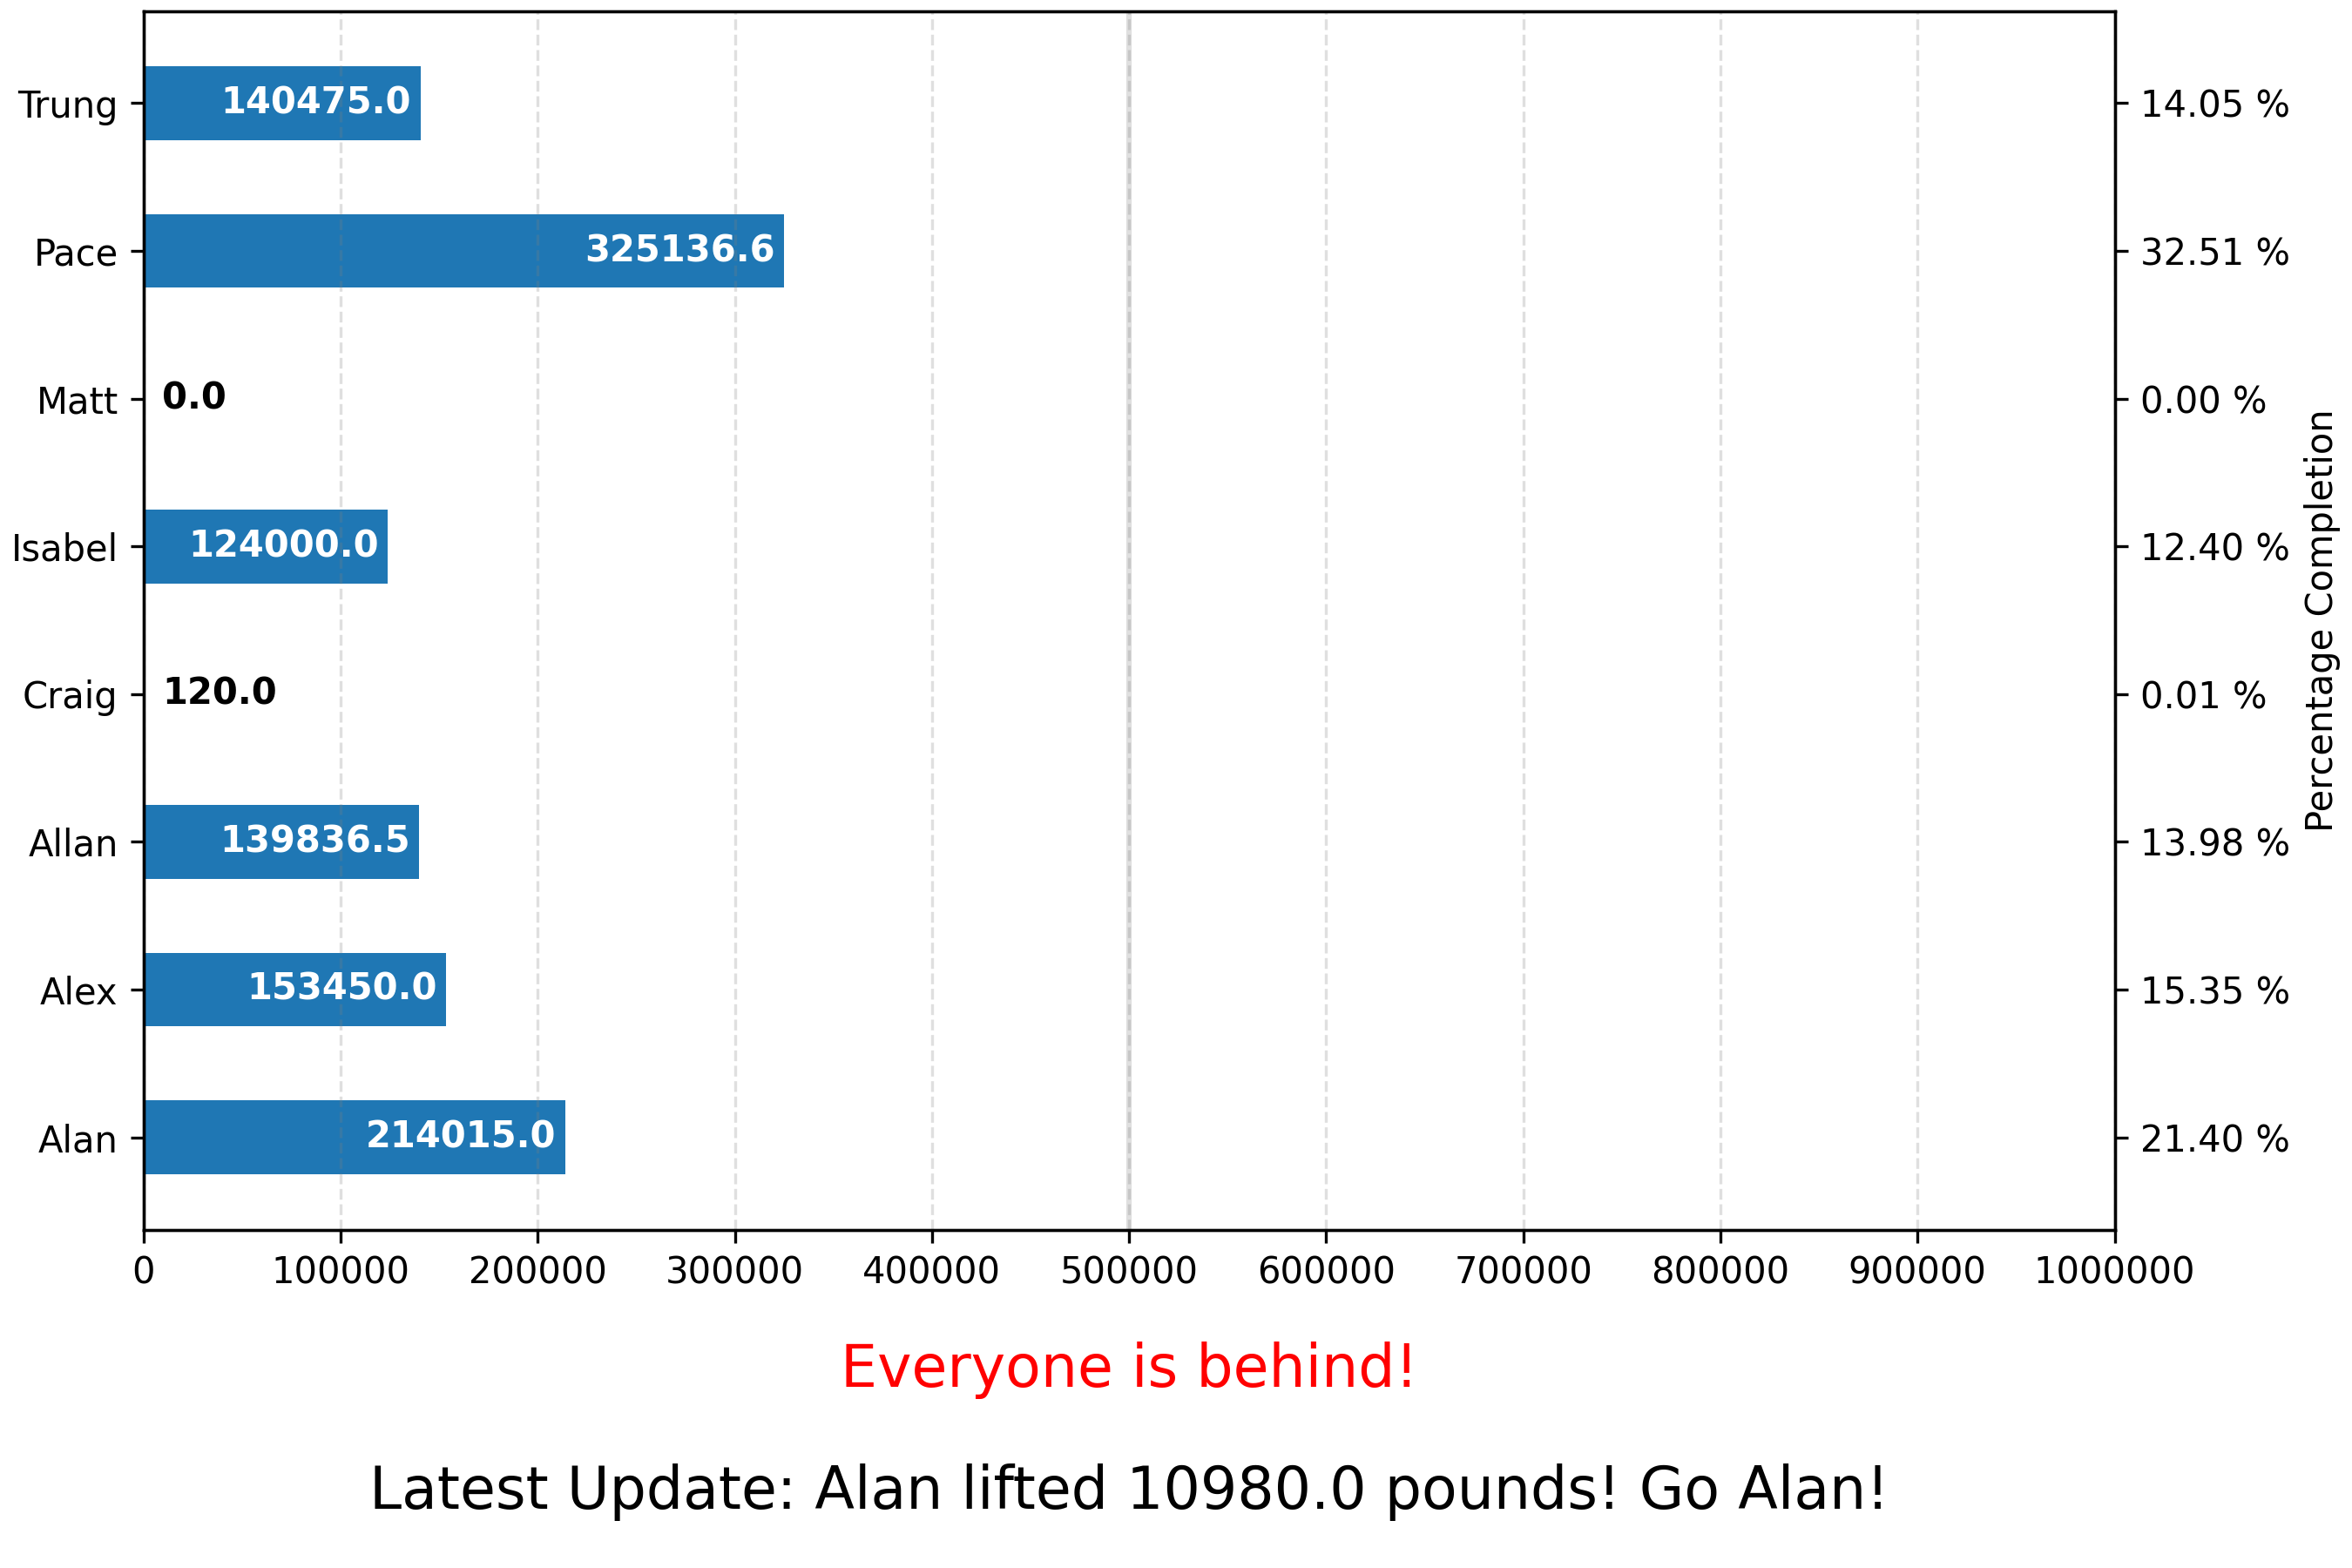 Trung 140475.0 14.05 %
Pace 325136.6 32.51 %
Matt 0.0 0.00 %
Isabel 124000.0 12.40 %
Craig 120.0 0.01 %
Allan 139836.5 13.98 %
Alex 153450.0 15.35 %
Alan 214015.0 21.40 %
Percentage Completion
0 100000 200000 300000 400000 500000 600000 700000 800000 900000 1000000
Everyone is behind!
Latest Update: Alan lifted 10980.0 pounds! Go Alan!